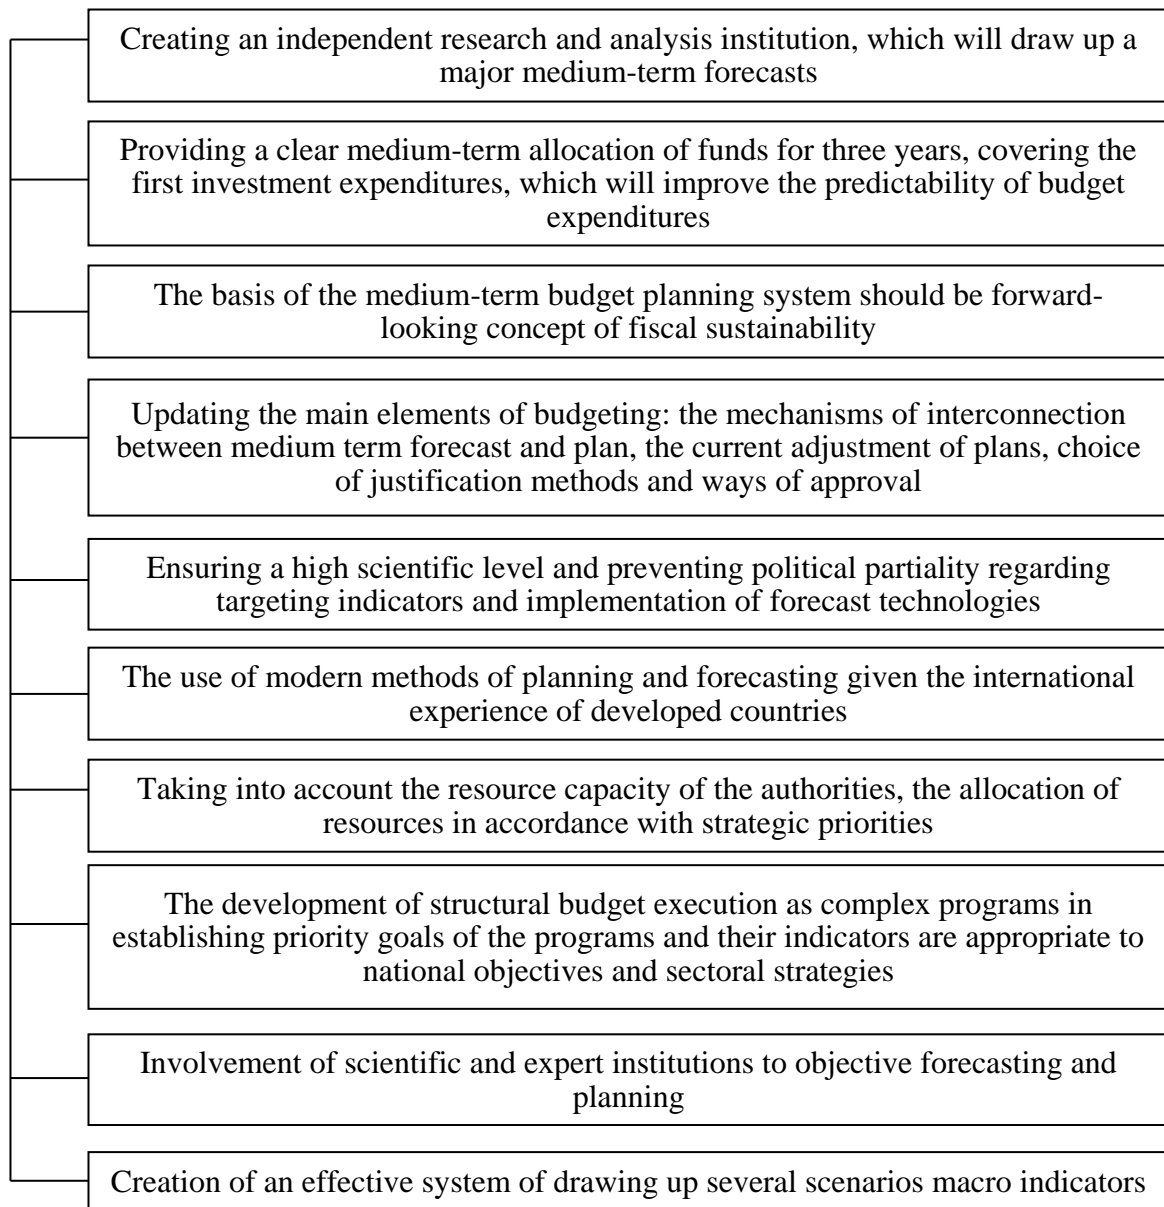 Creating an independent research and analysis institution, which will draw up a
major medium-term forecasts
Providing a clear medium-term allocation of funds for three years, covering the
first investment expenditures, which will improve the predictability of budget
expenditures
The basis of the medium-term budget planning system should be forward-
looking concept of fiscal sustainability
Updating the main elements of budgeting: the mechanisms of interconnection
between medium term forecast and plan, the current adjustment of plans, choice
of justification methods and ways of approval
Ensuring a high scientific level and preventing political partiality regarding
targeting indicators and implementation of forecast technologies
The use of modern methods of planning and forecasting given the international
experience of developed countries
Taking into account the resource capacity of the authorities, the allocation of
resources in accordance with strategic priorities
The development of structural budget execution as complex programs in
establishing priority goals of the programs and their indicators are appropriate to
national objectives and sectoral strategies
Involvement of scientific and expert institutions to objective forecasting and
planning
Creation of an effective system of drawing up several scenarios macro indicators